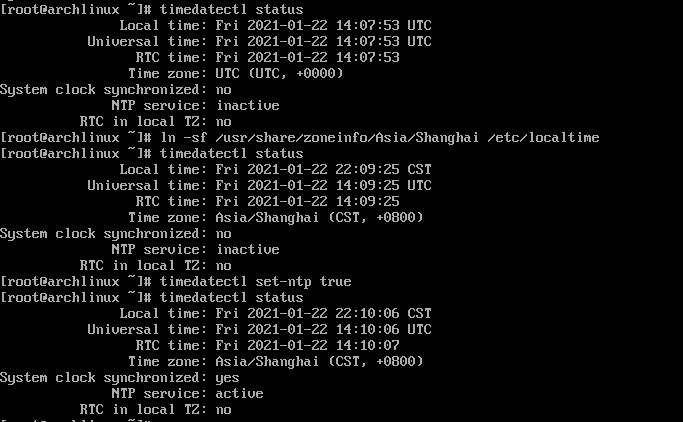 [root@archlinux ~]# timedatectl status
Local time: Fri 2021-01-22 14:07:53 UTC
Universal time: Fri 2021-01-22 14:07:53 UTC
RTC time: Fri 2021-01-22 14:07:53
Time zone: UTC (UTC, +0000)
System clock synchronized: no
NTP service: inactive
RTC in local TZ: no
[root@archlinux ~]# ln -sf /usr/share/zoneinfo/Asia/Shanghai /etc/localtime
[root@archlinux ~]# timedatectl status
Local time: Fri 2021-01-22 22:09:25 CST
Universal time: Fri 2021-01-22 14:09:25 UTC
RTC time: Fri 2021-01-22 14:09:25
Time zone: Asia/Shanghai (CST, +0800)
System clock synchronized: no
NTP service: inactive
RTC in local TZ: no
[root@archlinux ~]# timedatectl set-ntp true
[root@archlinux ~]# timedatectl status
Local time: Fri 2021-01-22 22:10:06 CST
Universal time: Fri 2021-01-22 14:10:06 UTC
RTC time: Fri 2021-01-22 14:10:07
Time zone: Asia/Shanghai (CST, +0800)
System clock synchronized: yes
NTP service: active
RTC in local TZ: no
[root@archlinux ~]#